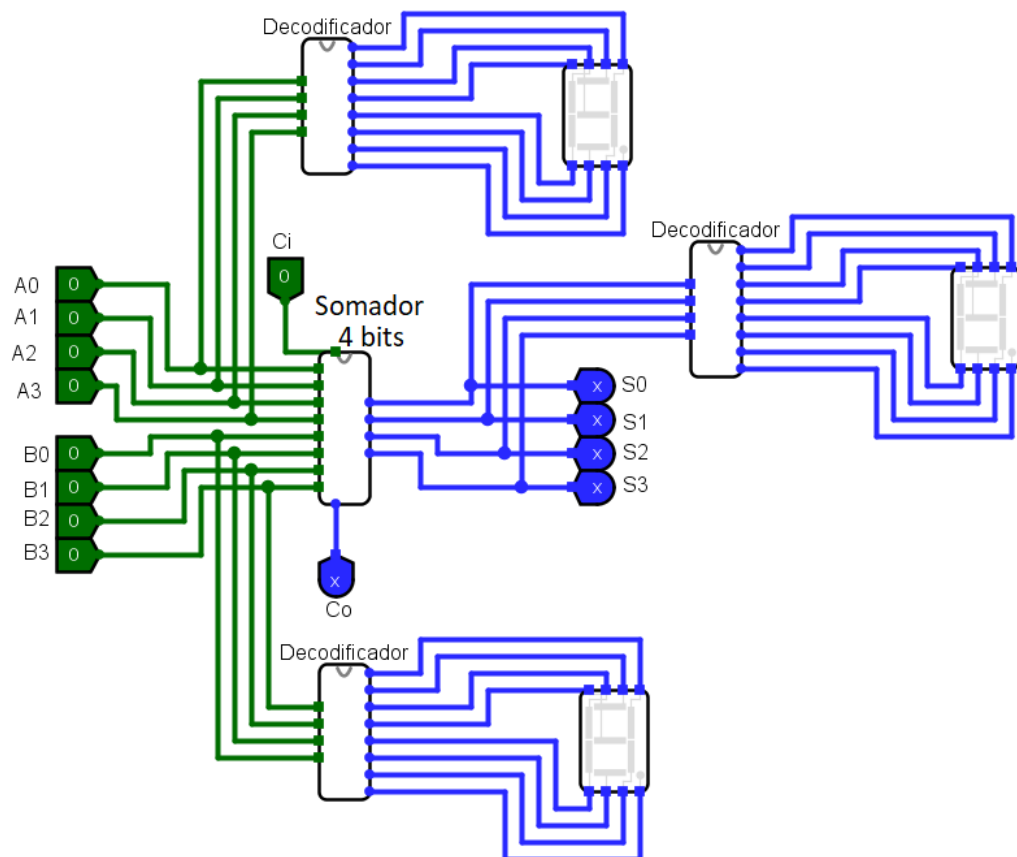 Decodificador
Decodificador
Ci
0
A0 0
A1 0
A2 0
A3 0
Somador
4 bits
x S0
x S1
x S2
x S3
B0 0
B1 0
B2 0
B3 0
x
Co
Decodificador